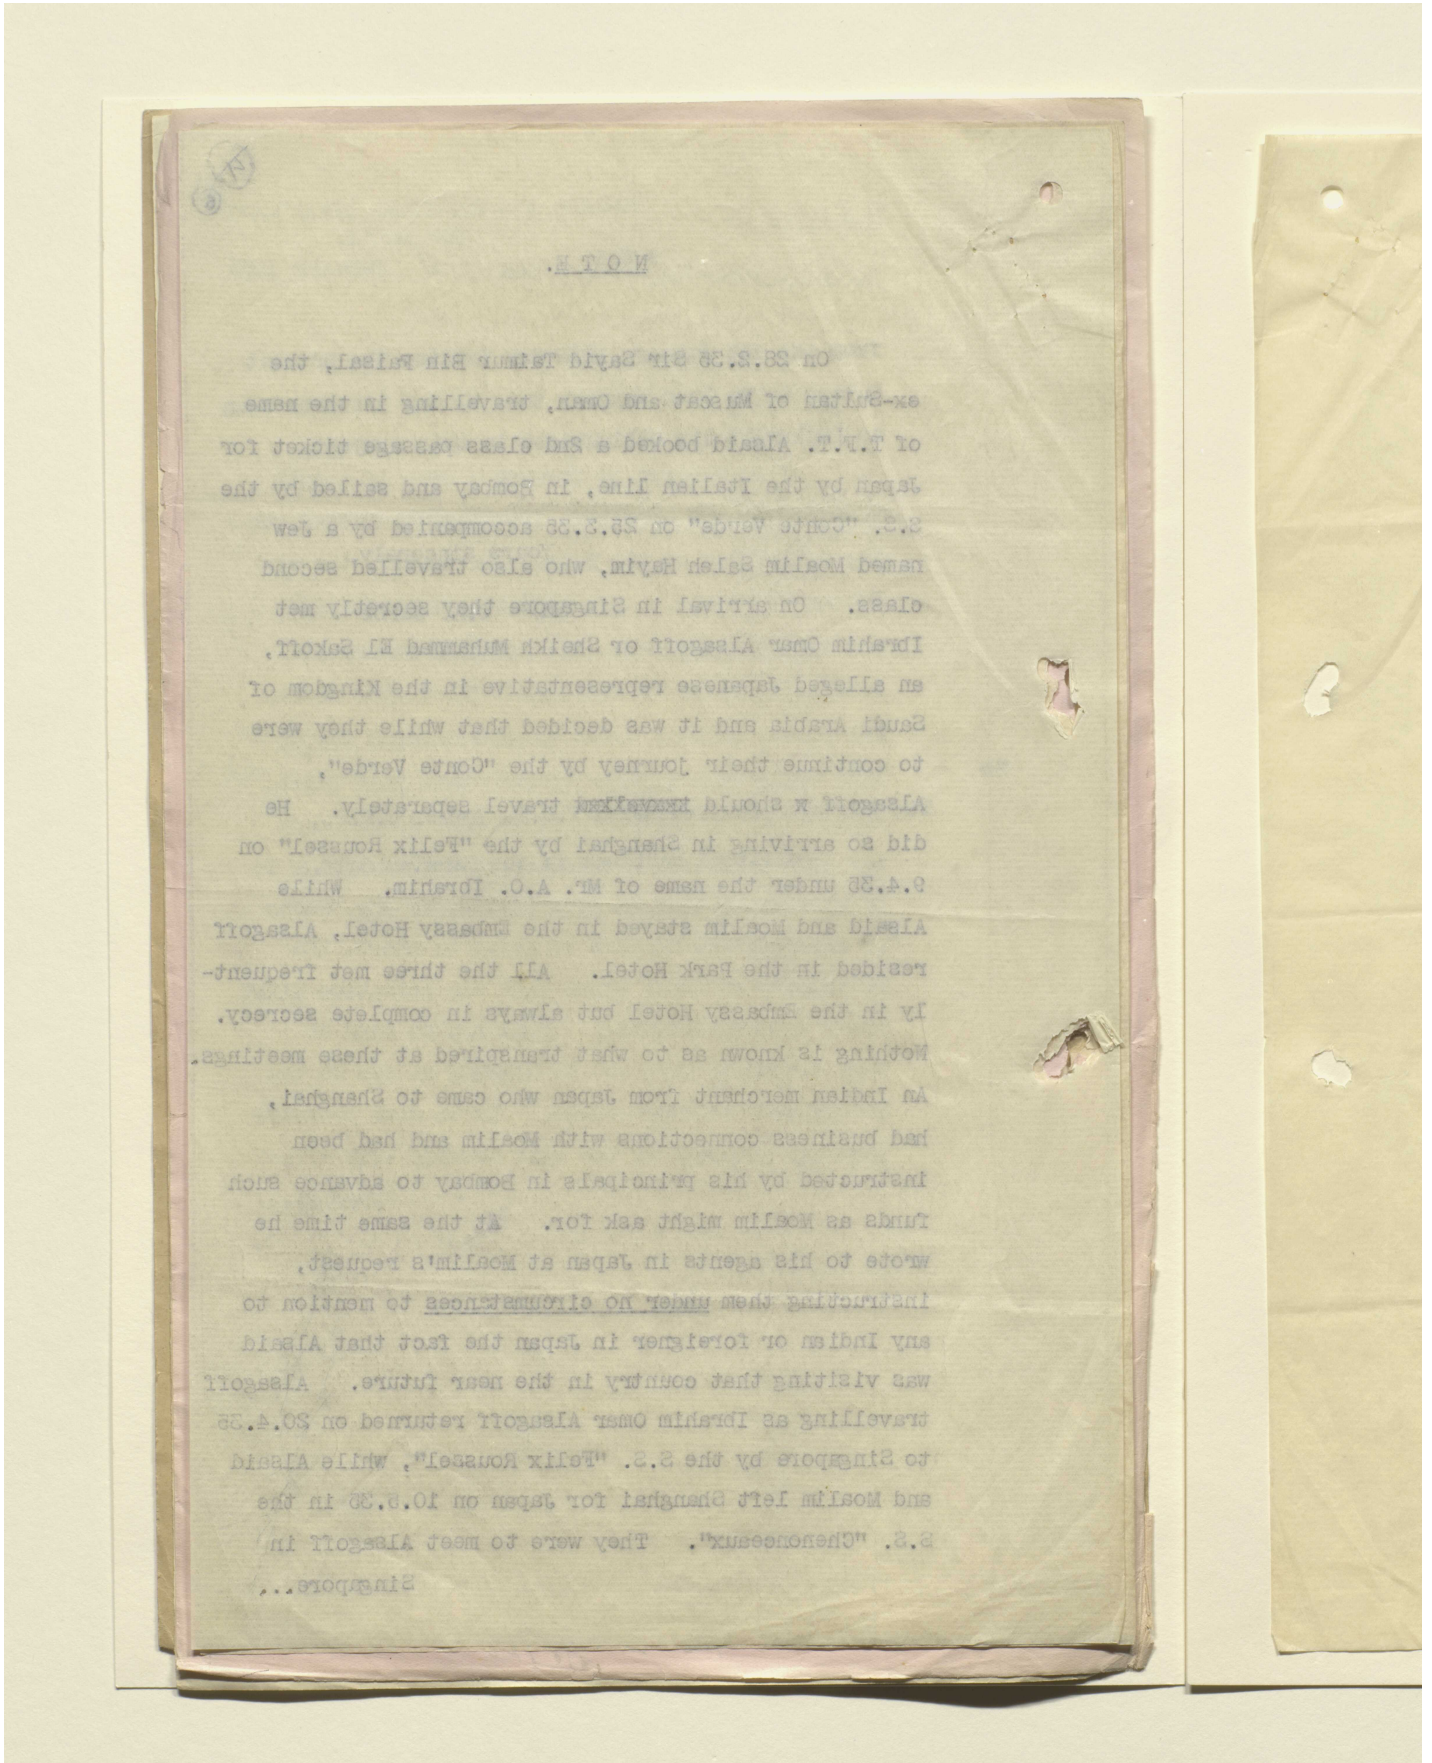 NOTE.
On 28.2.35 Sir Sayid Taimur Bin Faisal, the
ex-Sultan of Muscat and Oman, travelling in the name
of T.F.T. Alsaid booked a 2nd class passage ticket for
Japan by the Italian line, in Bombay and sailed by the
S.S. "Conte Verde" on 25.3.35 accompanied by a Jew
named Moalim Saleh Hayim, who also travelled second
class. On arrival in Singapore they secretly met
Ibrahim Omar Alsagoff or Sheikh Muhammad El Sakoff,
an alleged Japanese representative in the Kingdom of
Saudi Arabia and it was decided that while they were
to continue their journey by the "Conte Verde",
Alsagoff x should travel separately. He
did so arriving in Shanghai by the "Felix Roussel" on
9.4.35 under the name of Mr. A.O. Ibrahim. While
Alsaid and Moalim stayed in the Embassy Hotel, Alsagoff
resided in the Park Hotel. All the three met frequent-
ly in the Embassy Hotel but always in complete secrecy.
Nothing is known as to what transpired at these meetings.
An Indian merchant from Japan who came to Shanghai,
had business connections with Moalim and had been
instructed by his principals in Bombay to advance such
funds as Moalim might ask for. At the same time he
wrote to his agents in Japan at Moalim's request,
instructing them under no circumstances to mention to
any Indian or foreigner in Japan the fact that Alsaid
was visiting that country in the near future. Alsagoff
travelling as Ibrahim Omar Alsagoff returned on 20.4.35
to Singapore by the S.S. "Felix Roussel", while Alsaid
and Moalim left Shanghai for Japan on 10.5.35 in the
S.S. "Chenonceaux". They were to meet Alsagoff in
Singapore...